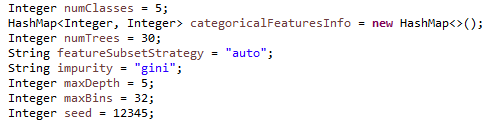 Integer numClasses = 5;
HashMap<Integer, Integer> categoricalFeaturesInfo = new HashMap<>();
Integer numTrees = 30;
String featureSubsetStrategy = "auto";
String impurity = "gini";
Integer maxDepth = 5;
Integer maxBins = 32;
Integer seed = 12345;